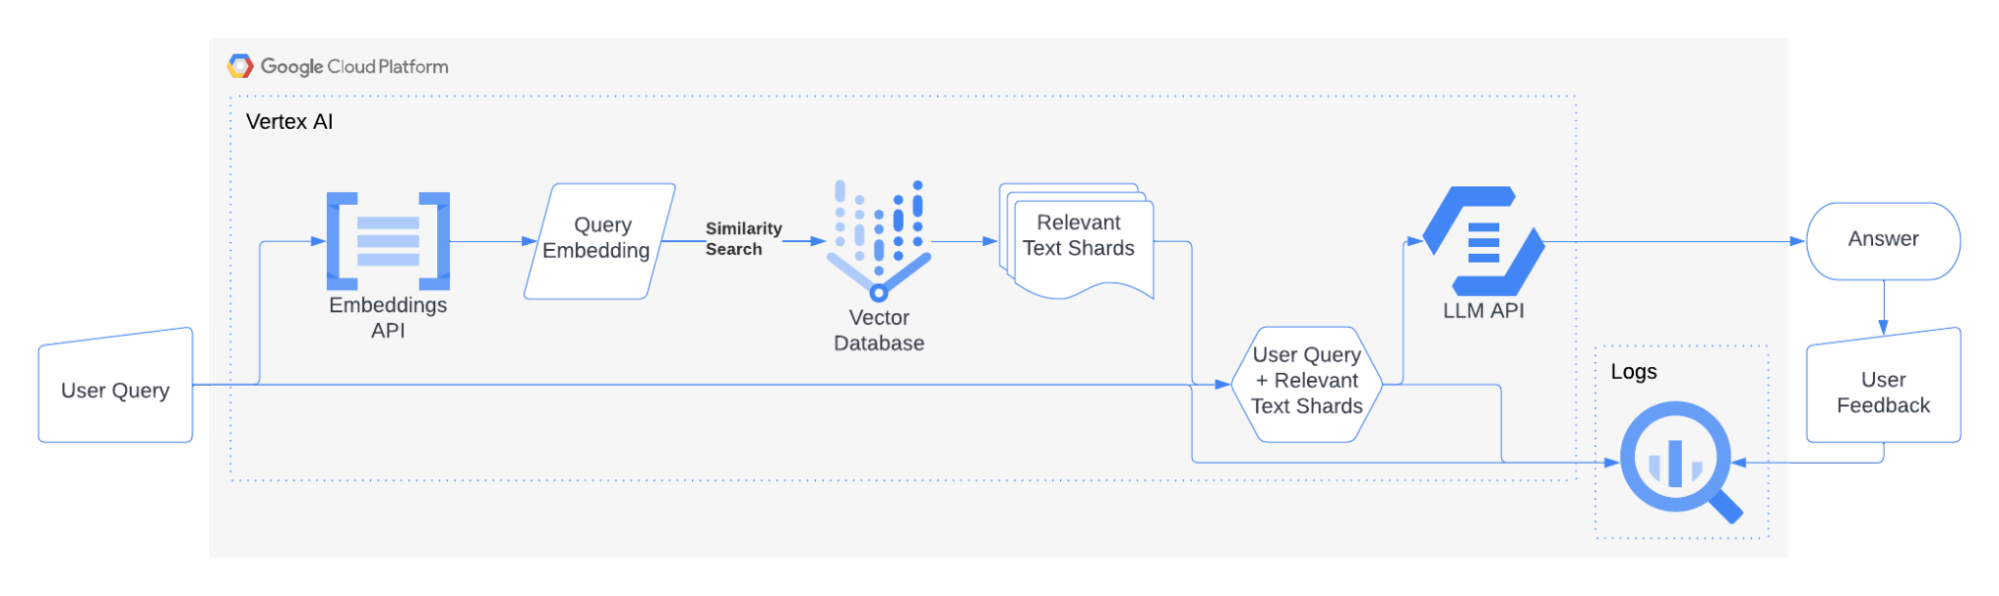 Google Cloud Platform
Vertex AI
User Query
Embeddings
API
Query
Embedding
Similarity
Search
Vector
Database
Relevant
Text Shards
User Query
+ Relevant
Text Shards
LLM API
Answer
User
Feedback
Logs